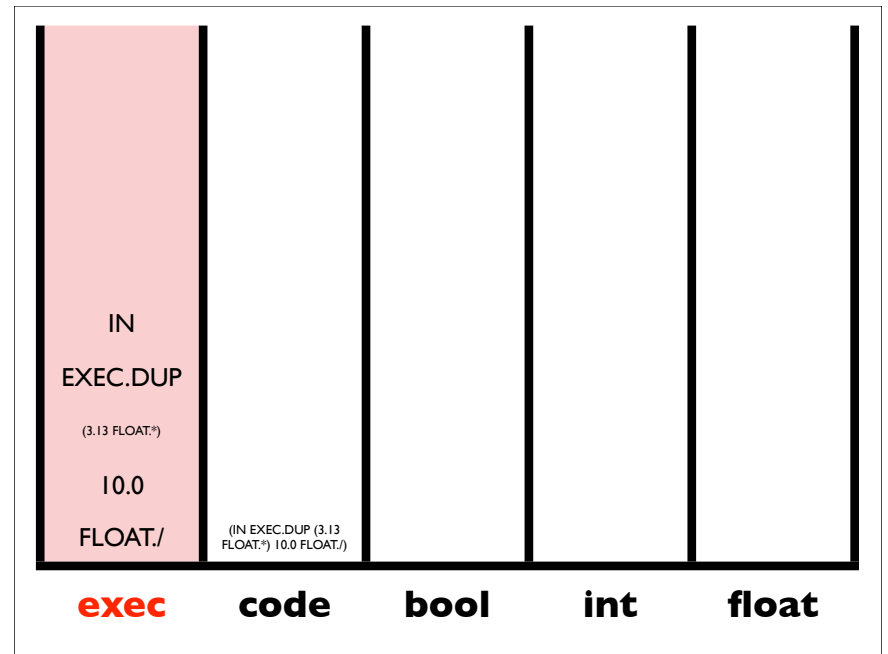 IN
EXEC.DUP
(3.13 FLOAT.*)
10.0
FLOAT./
(IN EXEC.DUP (3.13
FLOAT.*) 10.0 FLOAT./)
exec code bool int float